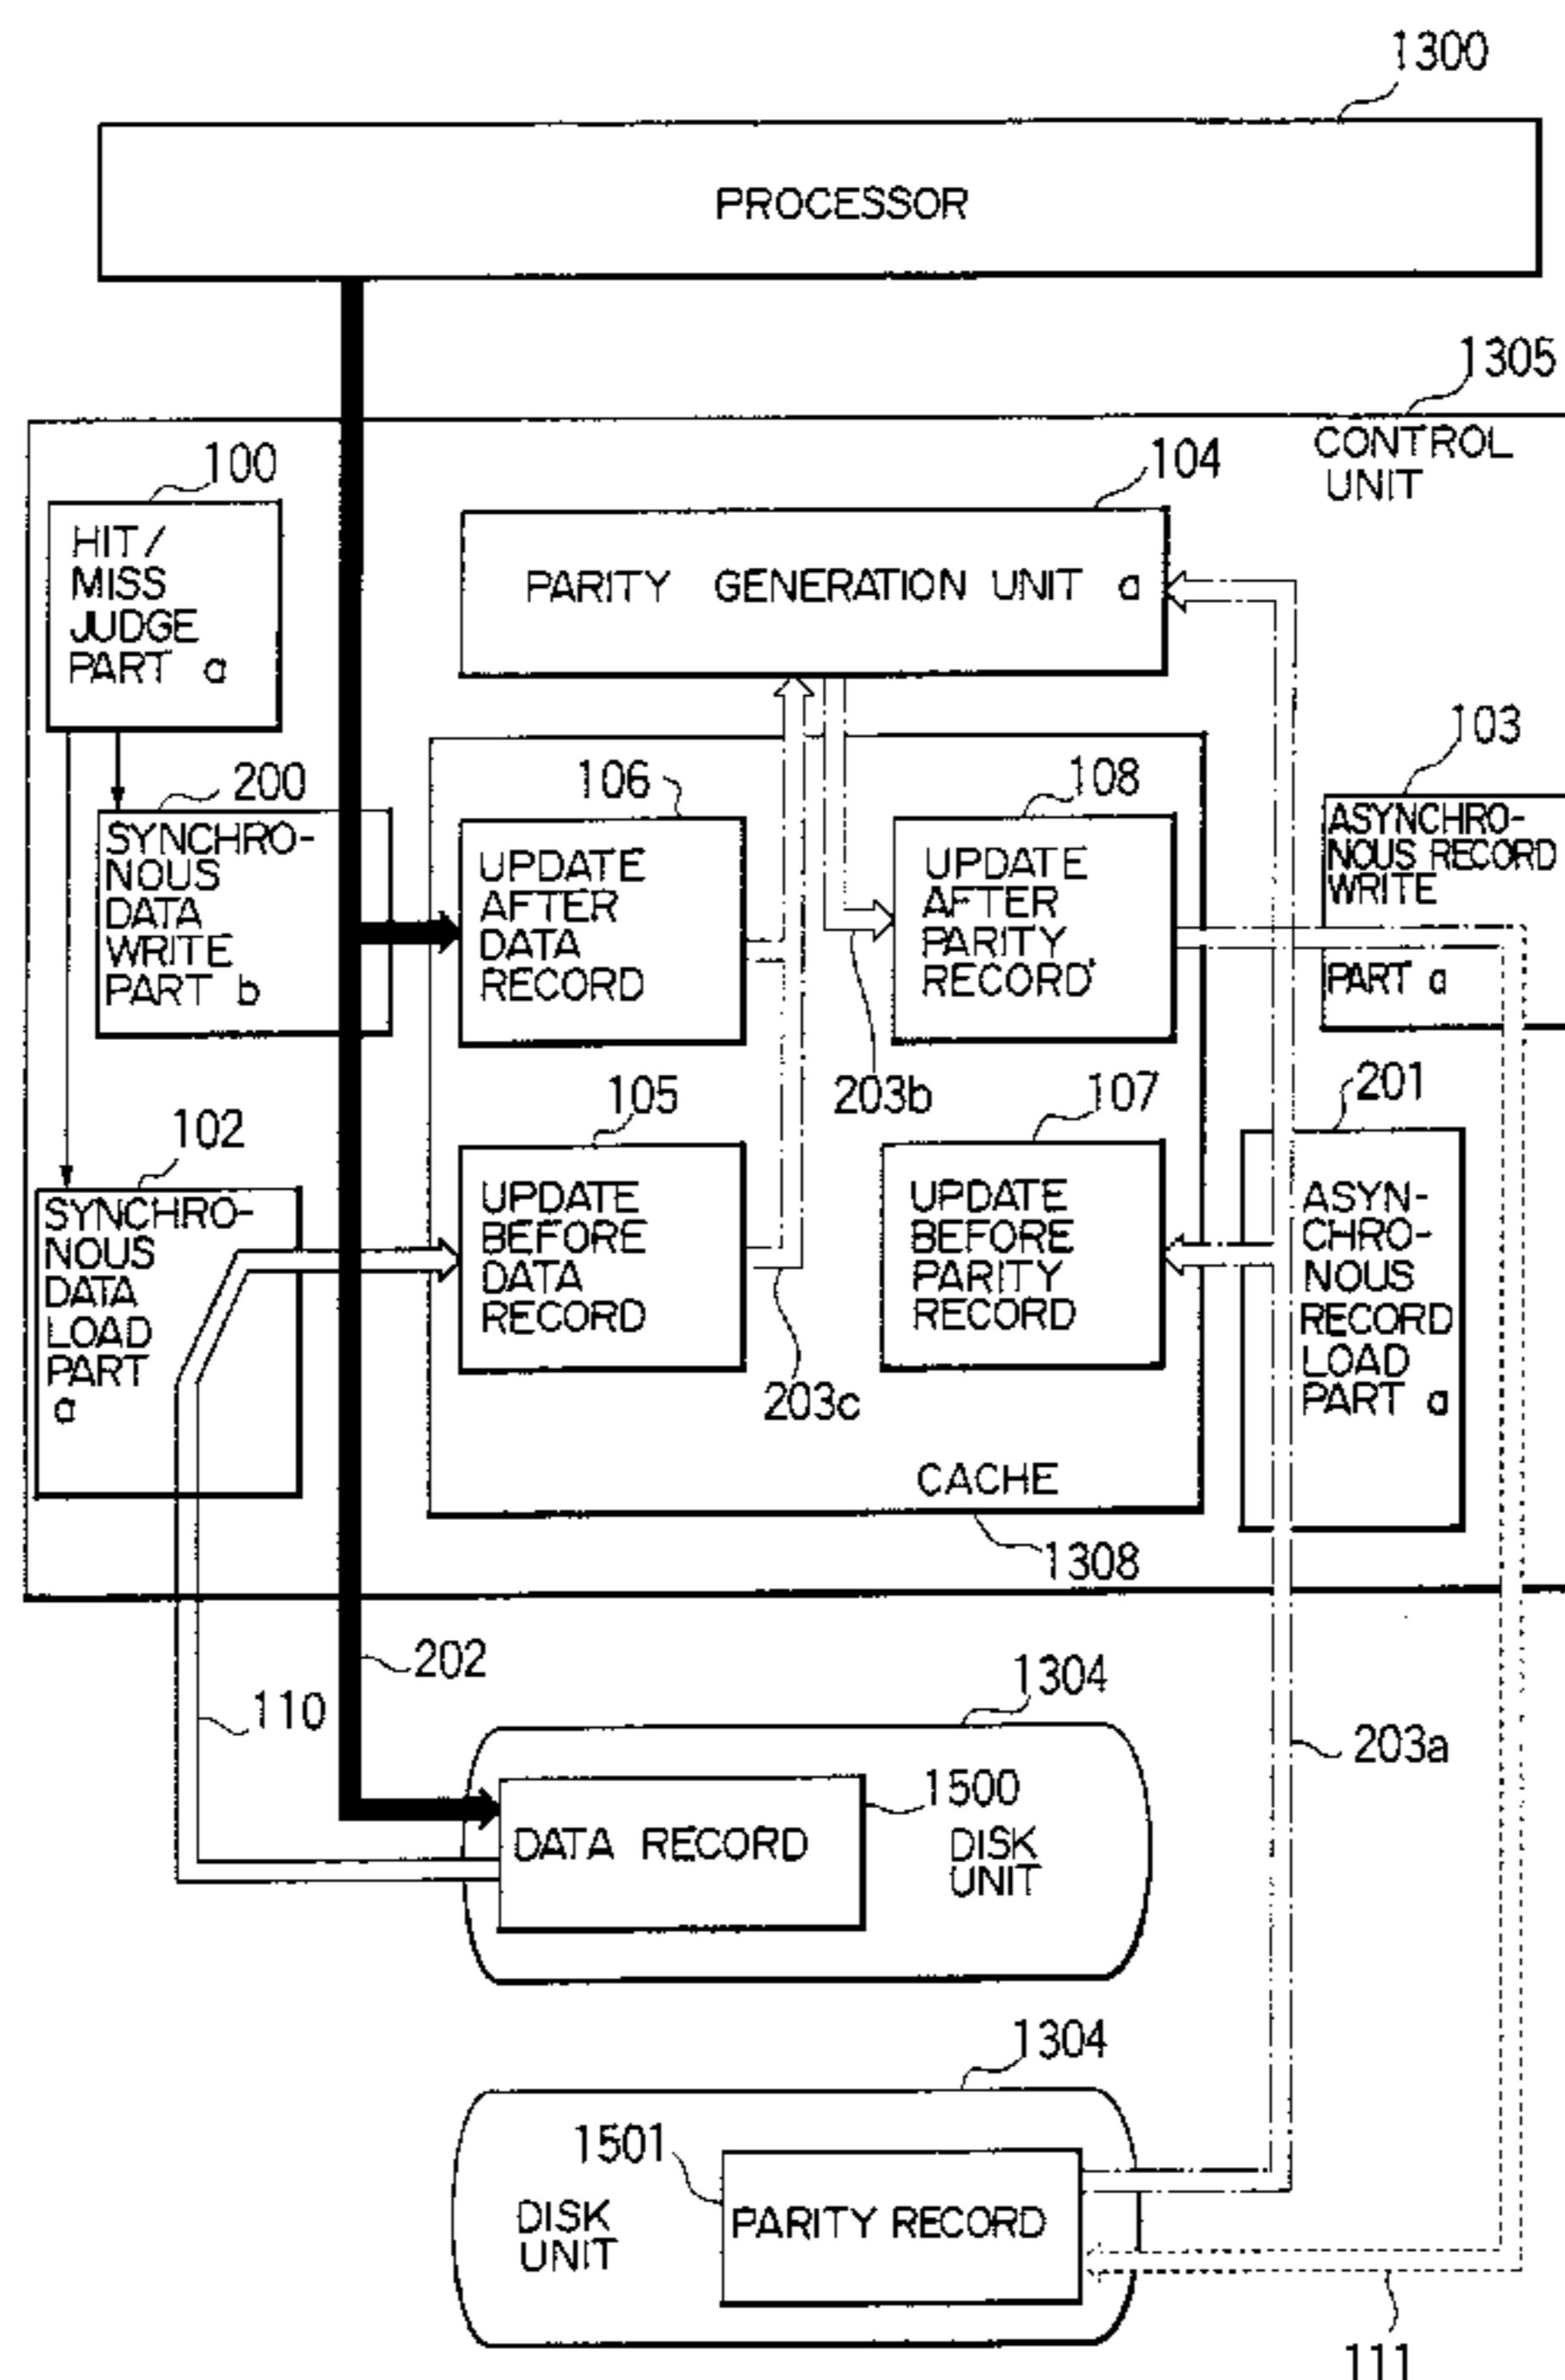 1300
PROCESSOR
1305
CONTROL
UNIT
100
HIT/
MISS
JUDGE
PART a
104
PARITY GENERATION UNIT a
103
ASYNCHRO-
NOUS RECORD
WRITE
PART a
200
SYNCHRO-
NOUS
DATA
WRITE
PART b
106
UPDATE
AFTER
DATA
RECORD
108
UPDATE
AFTER
PARITY
RECORD
203b
105
UPDATE
BEFORE
DATA
RECORD
107
UPDATE
BEFORE
PARITY
RECORD
201
ASYN-
CHRO-
NOUS
RECORD
LOAD
PART a
102
SYNCHRO-
NOUS
DATA
LOAD
PART
a
203c
CACHE
1308
202
110
1304
203a
1500
DATA RECORD
DISK
UNIT
1304
1501
DISK
UNIT
PARITY RECORD
111